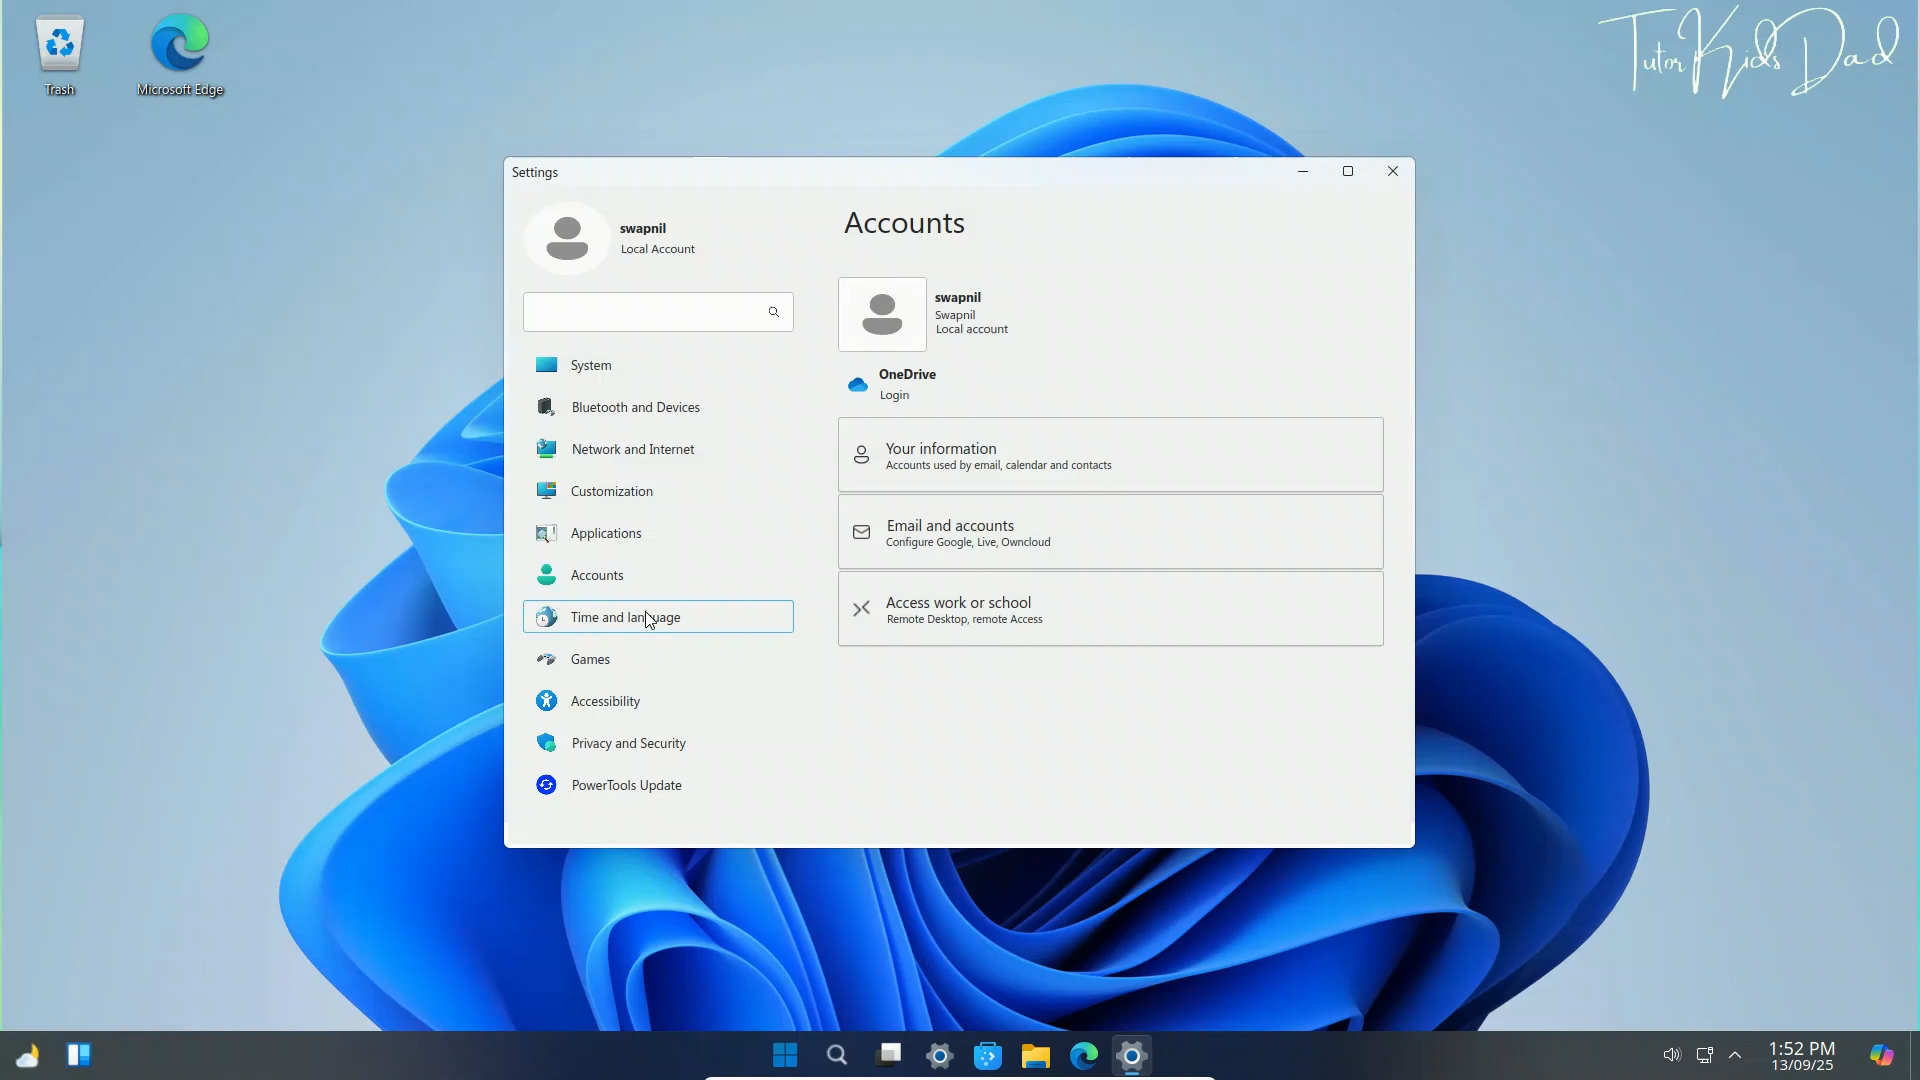 Trash
Microsoft Edge
Tutor Kids Dad
Settings
swapnil
Local Account
System
Bluetooth and Devices
Network and Internet
Customization
Applications
Accounts
Time and language
Games
Accessibility
Privacy and Security
PowerTools Update
Accounts
swapnil
Swapnil
Local account
OneDrive
Login
Your information
Accounts used by email, calendar and contacts
Email and accounts
Configure Google, Live, Owncloud
Access work or school
Remote Desktop, remote Access
1:52 PM
13/09/25